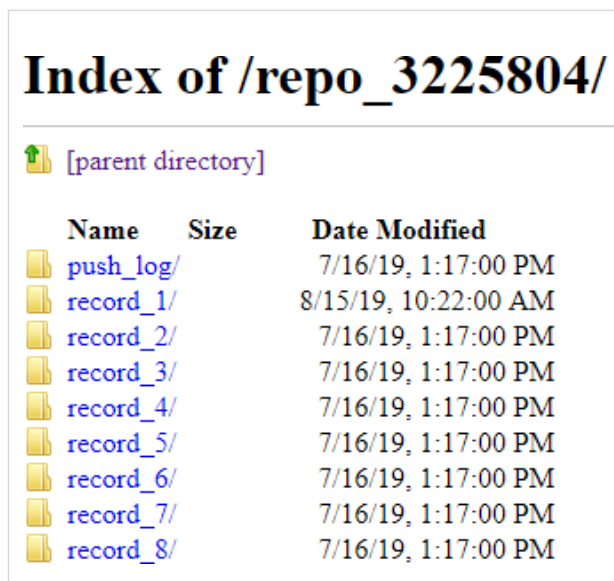 Index of /repo_3225804/
[parent directory]
Name Size Date Modified
push_log/ 7/16/19, 1:17:00 PM
record_1/ 8/15/19, 10:22:00 AM
record_2/ 7/16/19, 1:17:00 PM
record_3/ 7/16/19, 1:17:00 PM
record_4/ 7/16/19, 1:17:00 PM
record_5/ 7/16/19, 1:17:00 PM
record_6/ 7/16/19, 1:17:00 PM
record_7/ 7/16/19, 1:17:00 PM
record_8/ 7/16/19, 1:17:00 PM